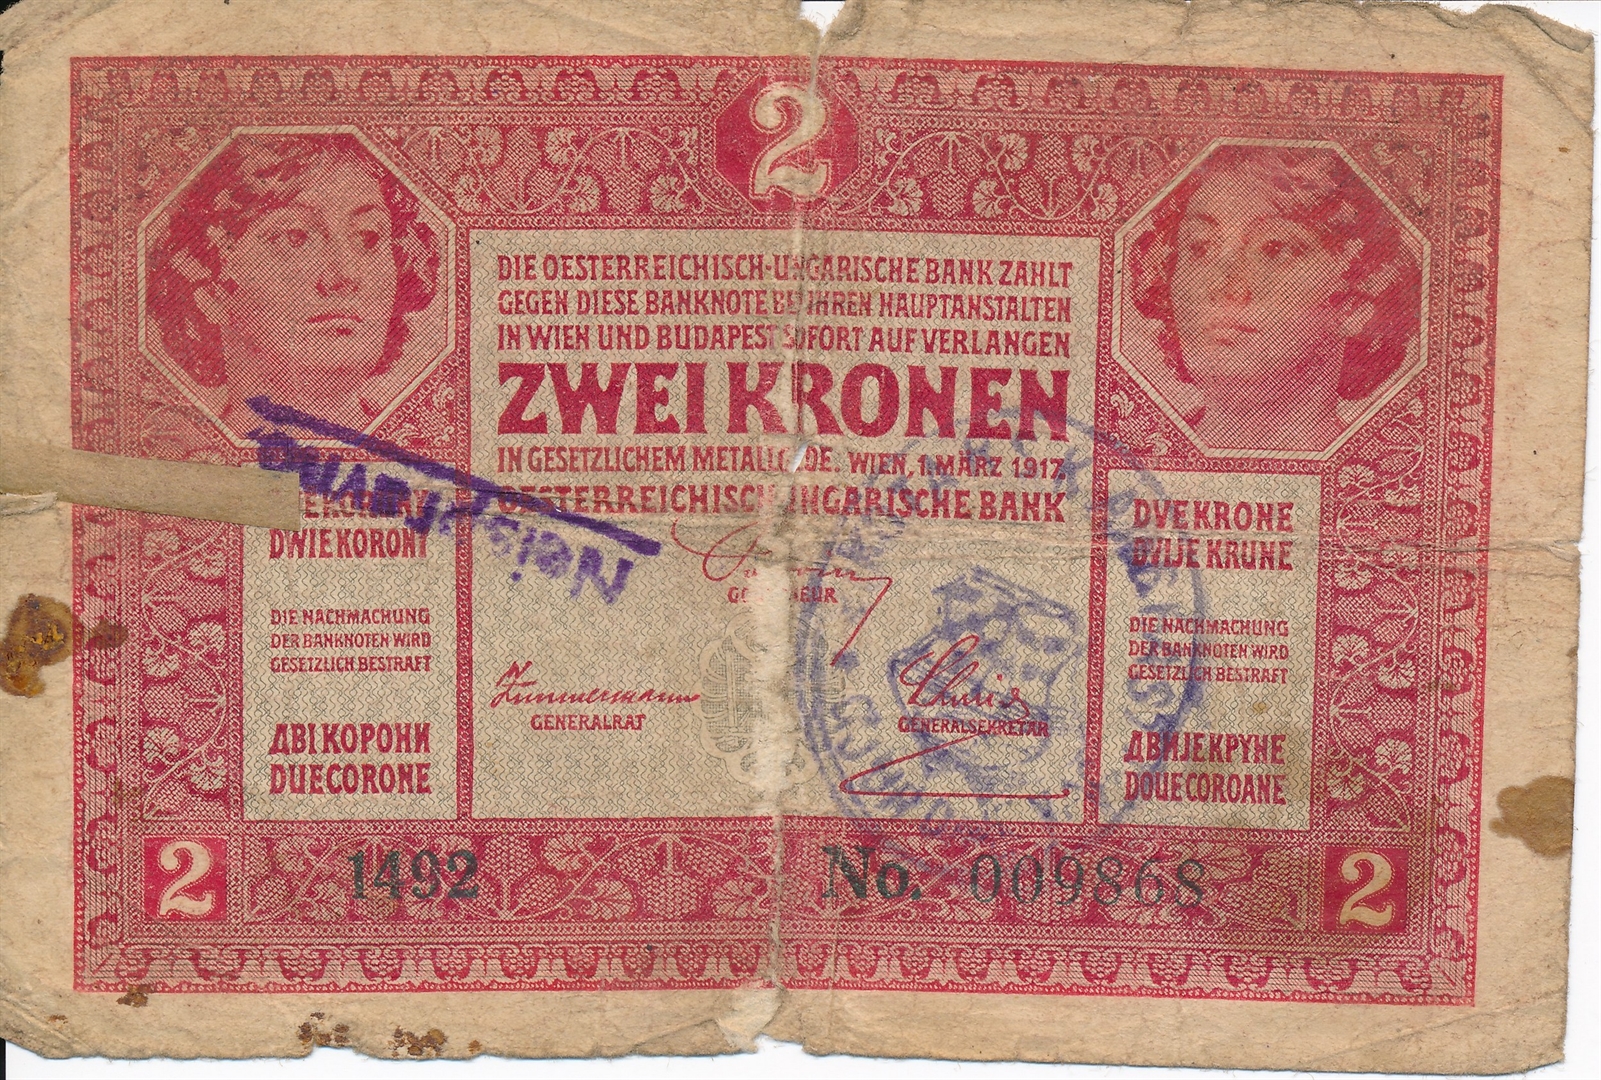 2
DIE OESTERREICHISCH-UNGARISCHE BANK ZAHLT
GEGEN DIESE BANKNOTE BEI IHREN HAUPTANSTALTEN
IN WIEN UND BUDAPEST SOFORT AUF VERLANGEN
ZWEI KRONEN
IN GESETZLICHEM METALLGELDE. WIEN, 1. MÄRZ 1917.
OESTERREICHISCH-UNGARISCHE BANK
GOUVERNEUR
Zimmermann
GENERALRAT
GENERALSEKRETÄR
DWIE KORONY
DIE NACHMACHUNG
DER BANKNOTEN WIRD
GESETZLICH BESTRAFT
ДВІ КОРОНИ
DUE CORONE
DVE KRONE
DVIJE KRUNE
DIE NACHMACHUNG
DER BANKNOTEN WIRD
GESETZLICH BESTRAFT
ДВИЈЕ КРУНЕ
DOUE COROANE
2
1492
No. 009868
2